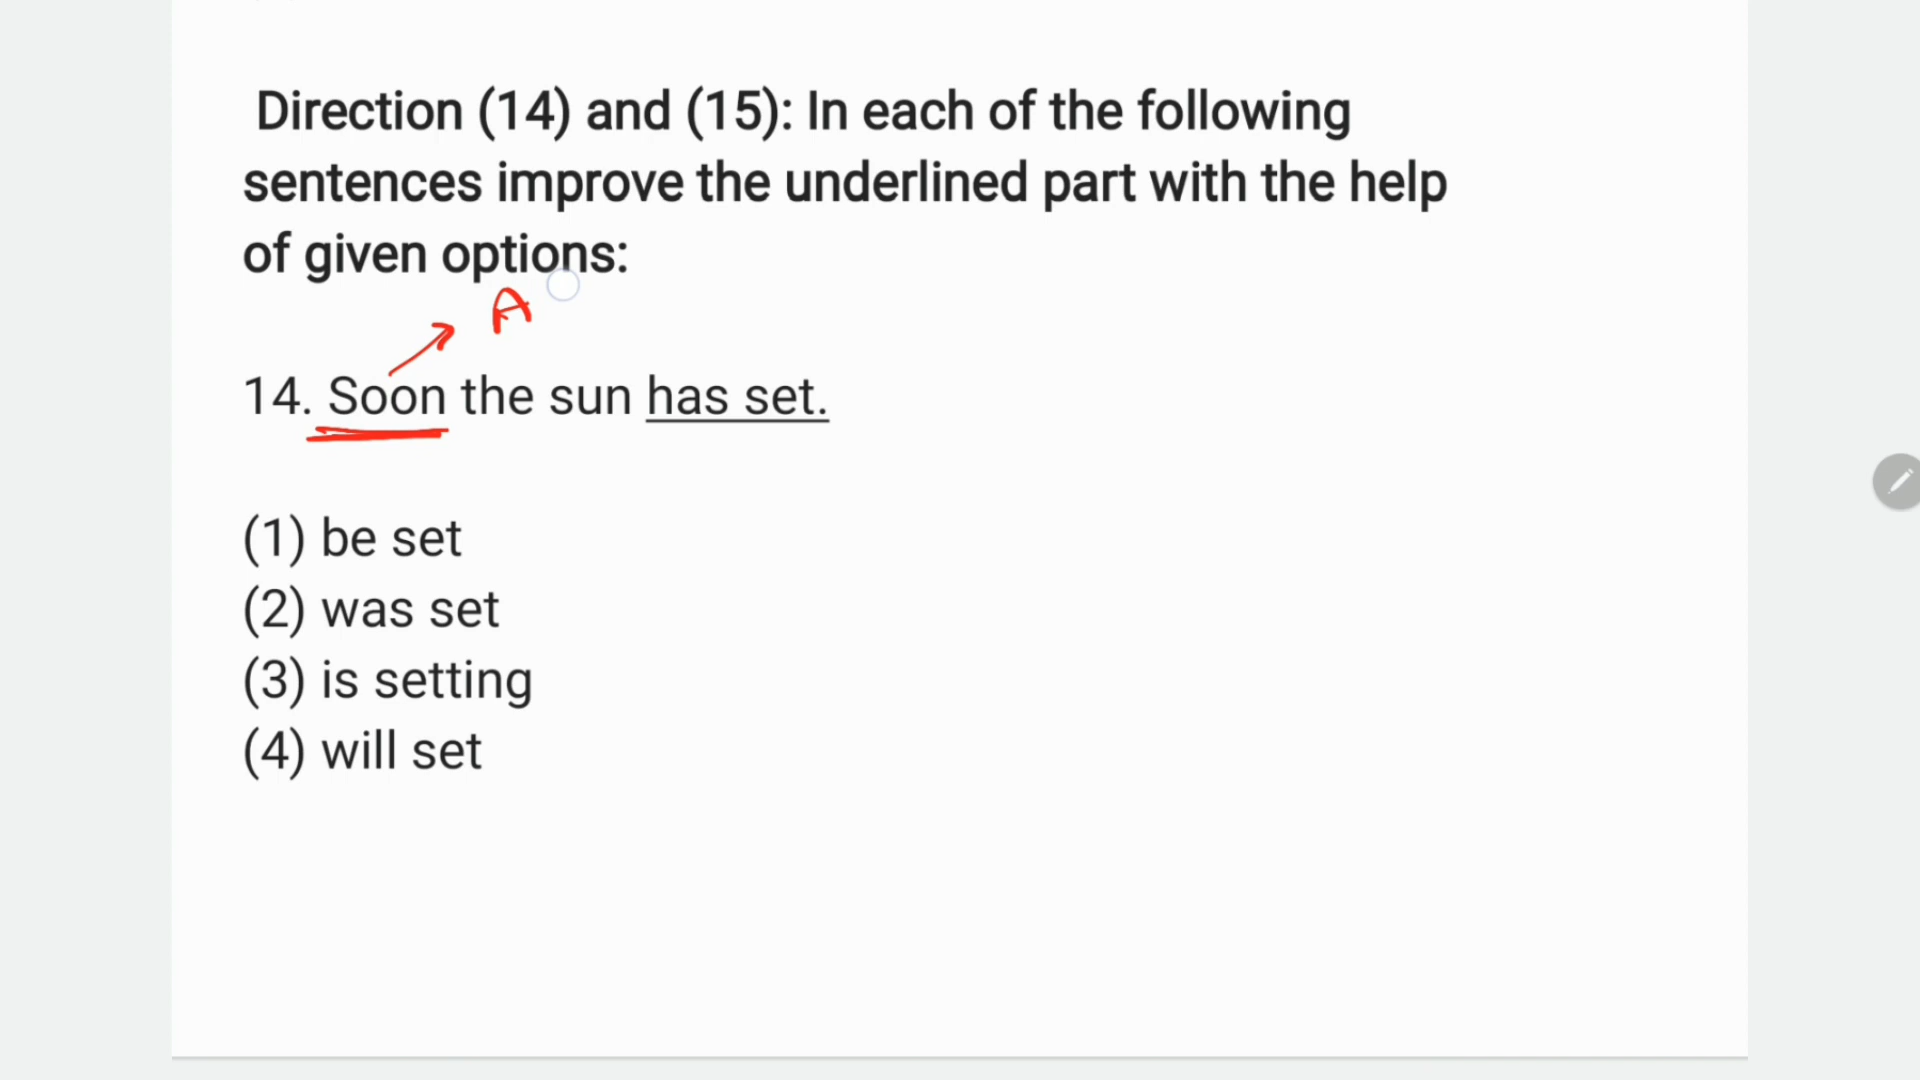 Direction (14) and (15): In each of the following
sentences improve the underlined part with the help
of given options:
A
14. Soon the sun has set.
(1) be set
(2) was set
(3) is setting
(4) will set